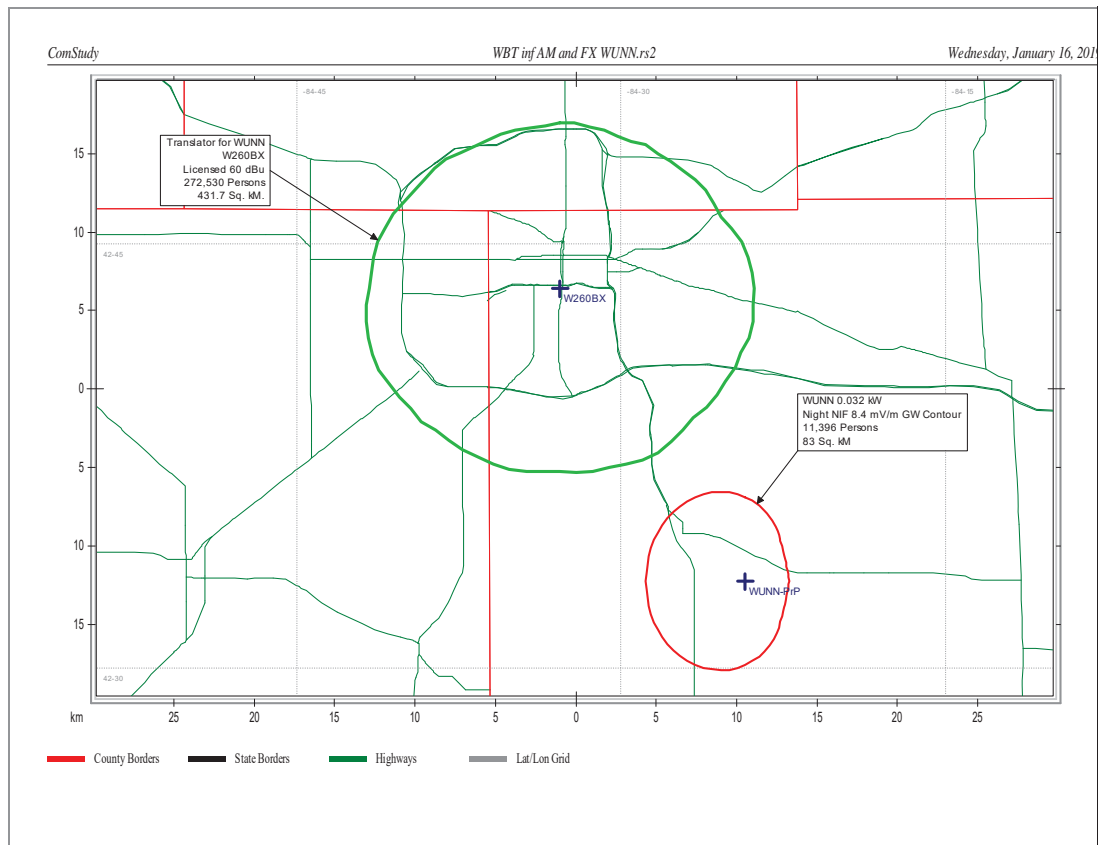 ComStudy
WBT inf AM and FX WUNN.rs2
Wednesday, January 16, 2019
-84-45
-84-30
-84-15
Translator for WUNN
W260BX
Licensed 60 dBu
272,530 Persons
431.7 Sq. kM.
15
10
42-45
5
W260BX
0
WUNN 0.032 kW
Night NIF 8.4 mV/m GW Contour
11,396 Persons
83 Sq. kM
5
10
WUNN-PrP
15
42-30
km
25
20
15
10
5
0
5
10
15
20
25
County Borders
State Borders
Highways
Lat/Lon Grid